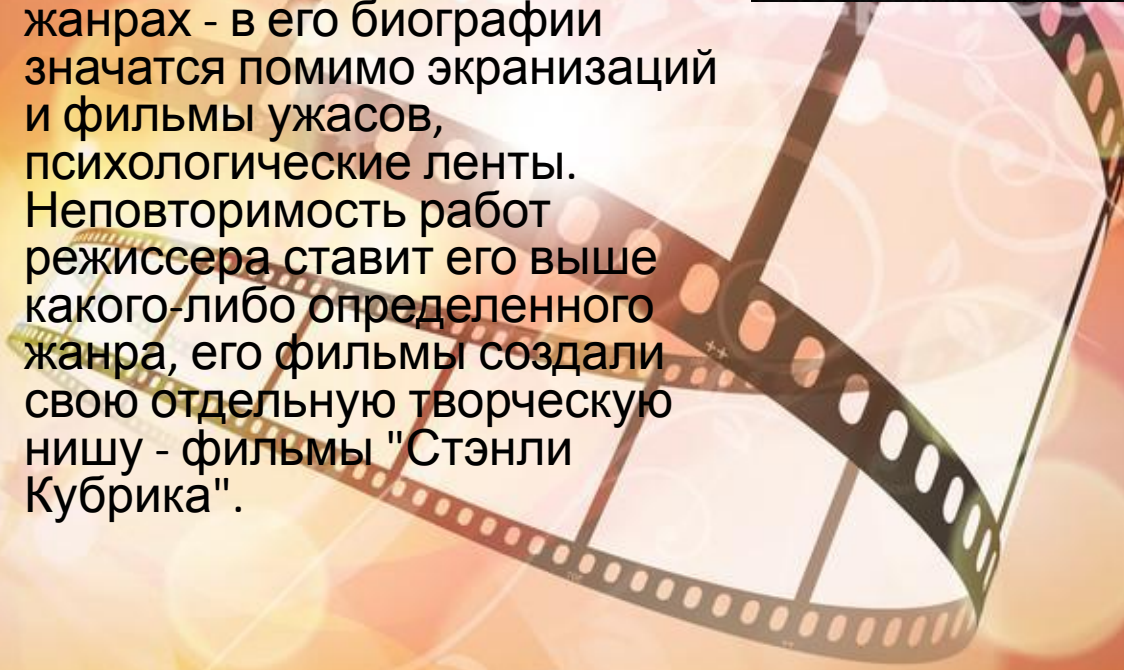 жанрах - в его биографии
значатся помимо экранизаций
и фильмы ужасов,
психологические ленты.
Неповторимость работ
режиссера ставит его выше
какого-либо определенного
жанра, его фильмы создали
свою отдельную творческую
нишу - фильмы "Стэнли
Кубрика".